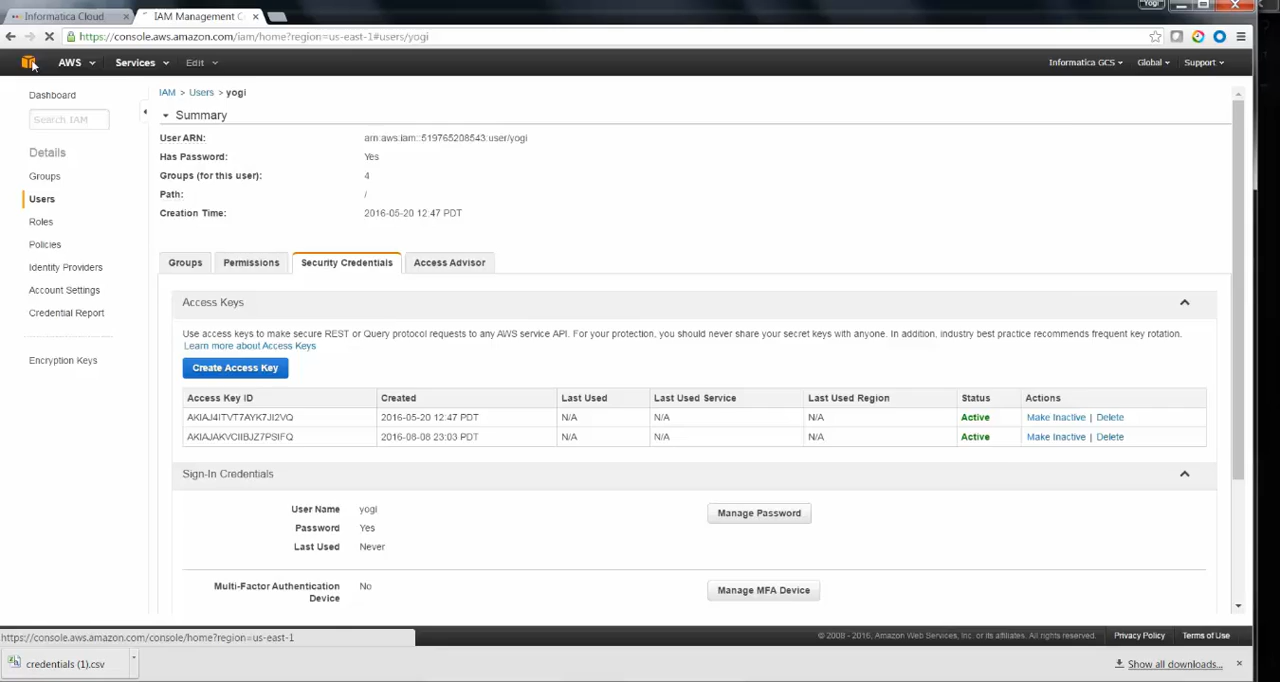 Informatica Cloud
IAM Management C
Yogi
https://console.aws.amazon.com/iam/home?region=us-east-1#users/yogi
AWS Services Edit Informatica GCS Global Support
Dashboard
Search IAM
Details
Groups
Users
Roles
Policies
Identity Providers
Account Settings
Credential Report
Encryption Keys
IAM > Users > yogi
Summary
User ARN: arn:aws:iam::519765208543:user/yogi
Has Password: Yes
Groups (for this user): 4
Path: /
Creation Time: 2016-05-20 12:47 PDT
Groups Permissions Security Credentials Access Advisor
Access Keys
Use access keys to make secure REST or Query protocol requests to any AWS service API. For your protection, you should never share your secret keys with anyone. In addition, industry best practice recommends frequent key rotation.
Learn more about Access Keys
Create Access Key
Access Key ID Created Last Used Last Used Service Last Used Region Status Actions
AKIAJ4ITVT7AYK7JI2VQ 2016-05-20 12:47 PDT N/A N/A N/A Active Make Inactive | Delete
AKIAJAKVCIIBJZ7PSIFQ 2016-08-08 23:03 PDT N/A N/A N/A Active Make Inactive | Delete
Sign-In Credentials
User Name yogi
Manage Password
Password Yes
Last Used Never
Multi-Factor Authentication Device No
Manage MFA Device
https://console.aws.amazon.com/console/home?region=us-east-1
© 2008 - 2016, Amazon Web Services, Inc. or its affiliates. All rights reserved. Privacy Policy Terms of Use
credentials (1).csv
Show all downloads...